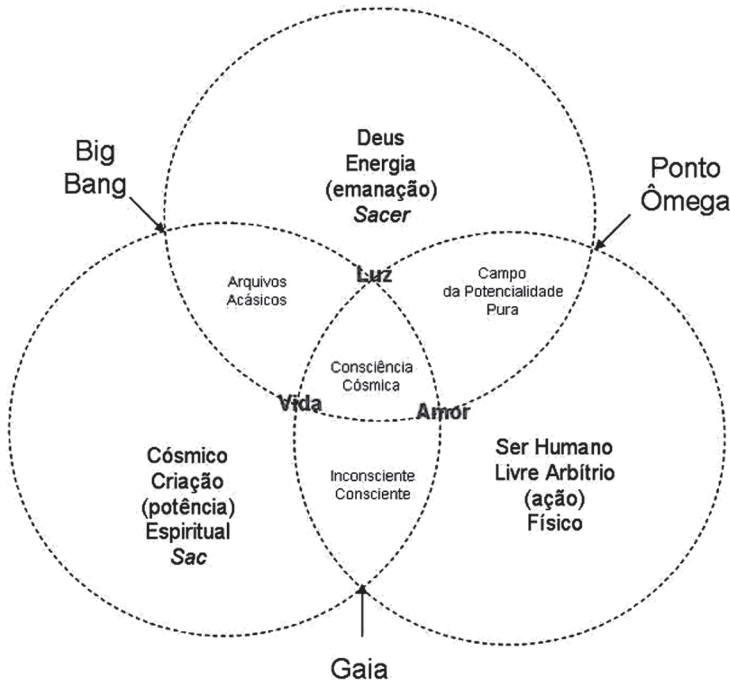 Deus
Energia
(emanação)
Sacer
Big
Bang
Ponto
Ômega
Luz
Arquivos
Acásicos
Campo
da Potencialidade
Pura
Consciência
Cósmica
Vida
Amor
Cósmico
Criação
(potência)
Espiritual
Sac
Inconsciente
Consciente
Ser Humano
Livre Arbítrio
(ação)
Físico
Gaia